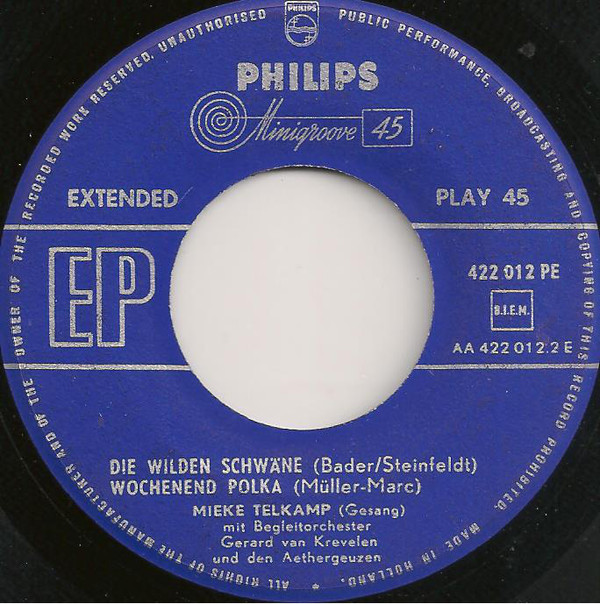 PHILIPS
PHILIPS
Minigroove 45
EXTENDED PLAY 45
EP
422 012 PE
B.I.E.M.
AA 422 012.2 E
DIE WILDEN SCHWÄNE (Bader/Steinfeldt)
WOCHENEND POLKA (Müller-Marc)
MIEKE TELKAMP (Gesang)
mit Begleitorchester
Gerard van Krevelen
und den Aethergeuzen
* ALL RIGHTS OF THE MANUFACTURER AND OF THE OWNER OF THE RECORDED WORK RESERVED. UNAUTHORISED PUBLIC PERFORMANCE, BROADCASTING AND COPYING OF THIS RECORD PROHIBITED. MADE IN HOLLAND.